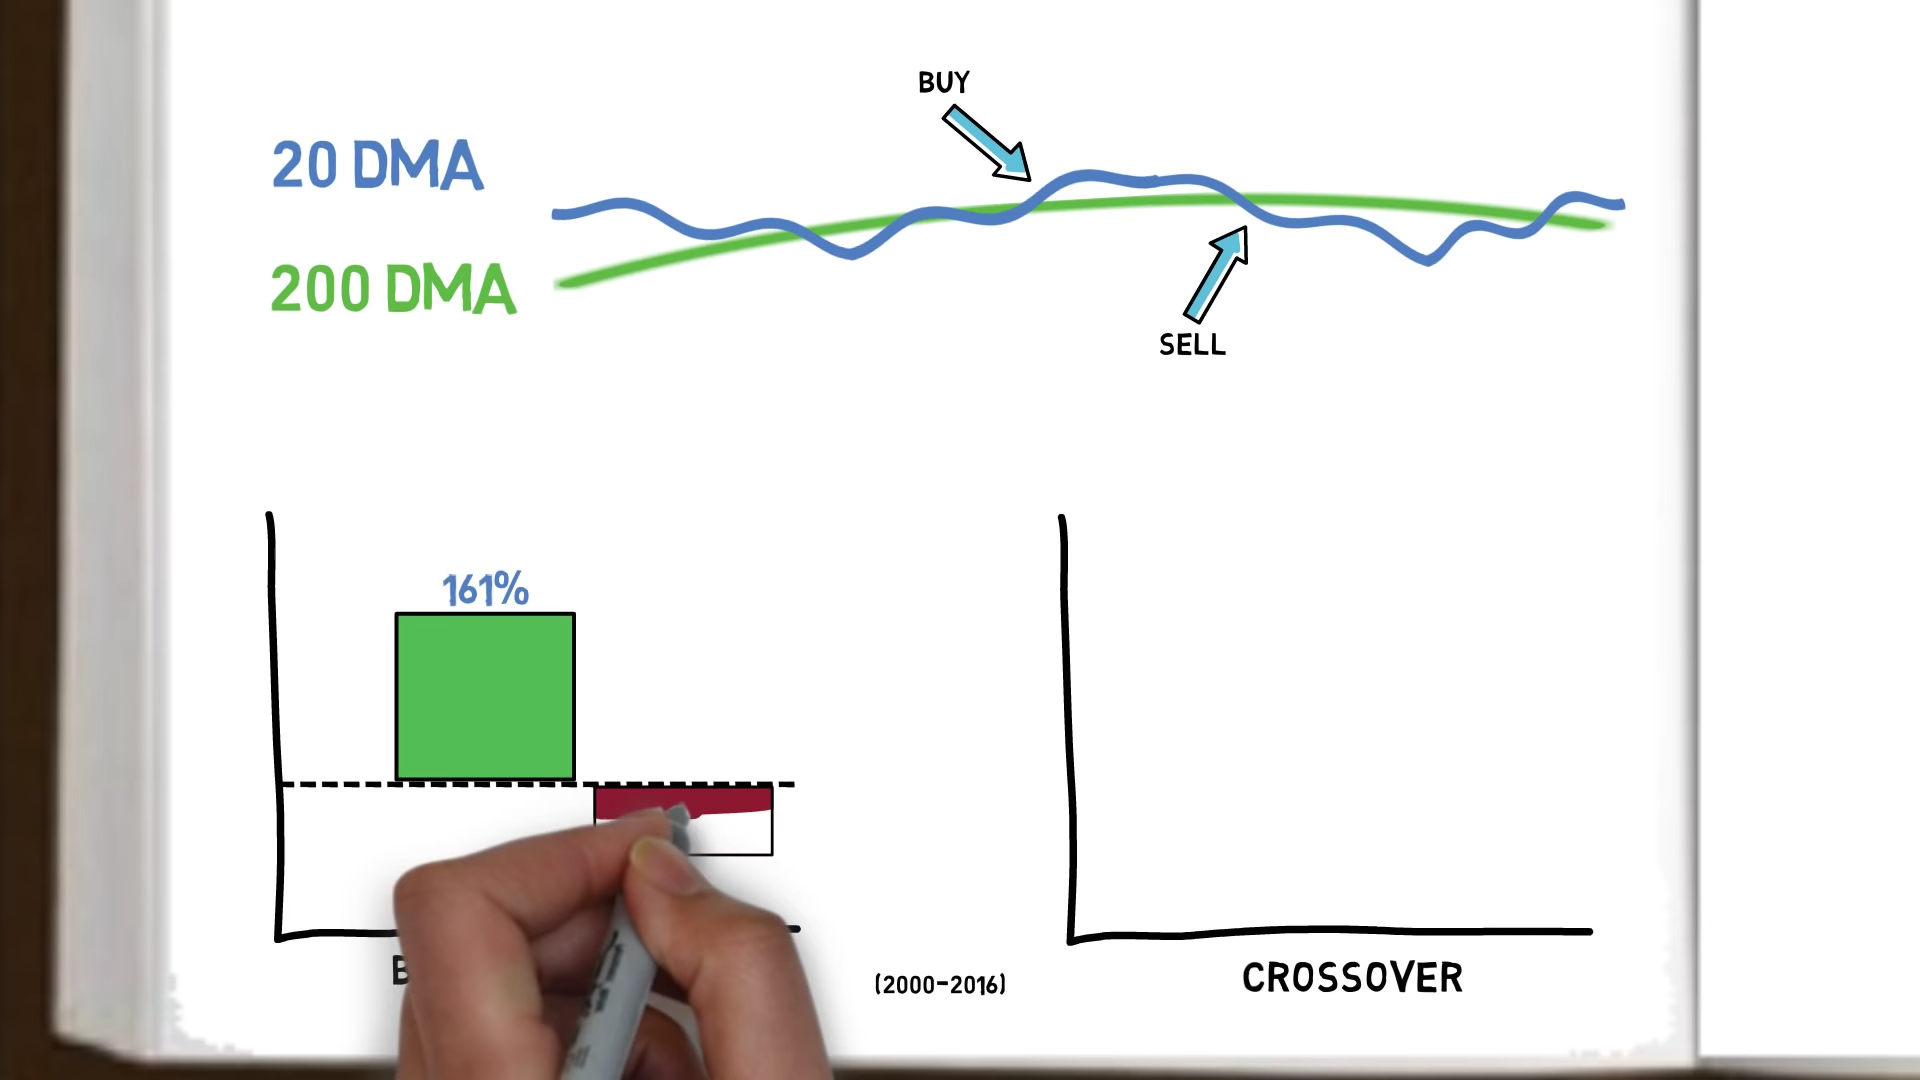 BUY
20 DMA
200 DMA
SELL
161%
(2000-2016)
CROSSOVER